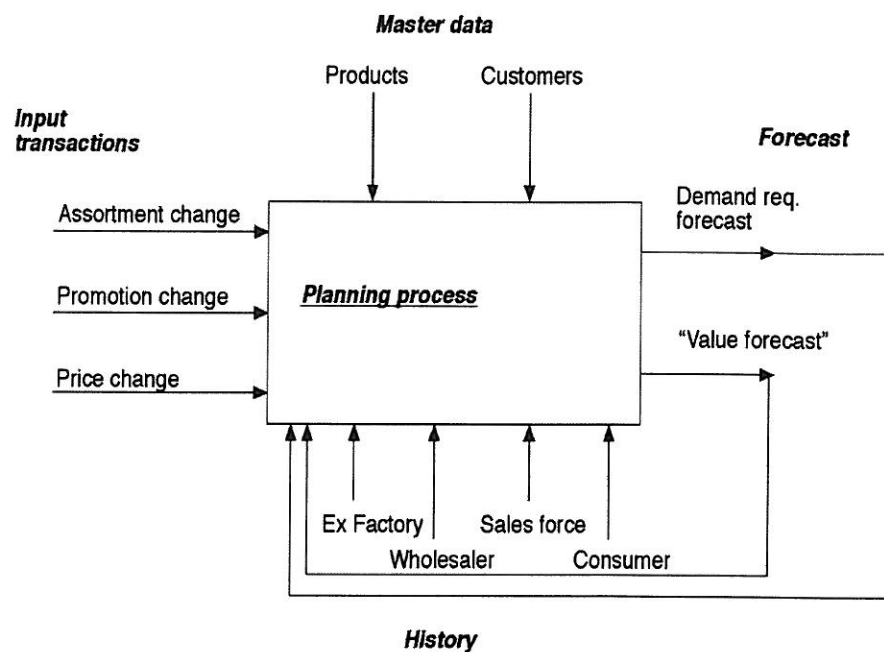 Master data
Products
Customers
Input
transactions
Forecast
Assortment change
Demand req.
forecast
Promotion change
Planning process
"Value forecast"
Price change
Ex Factory
Sales force
Wholesaler
Consumer
History